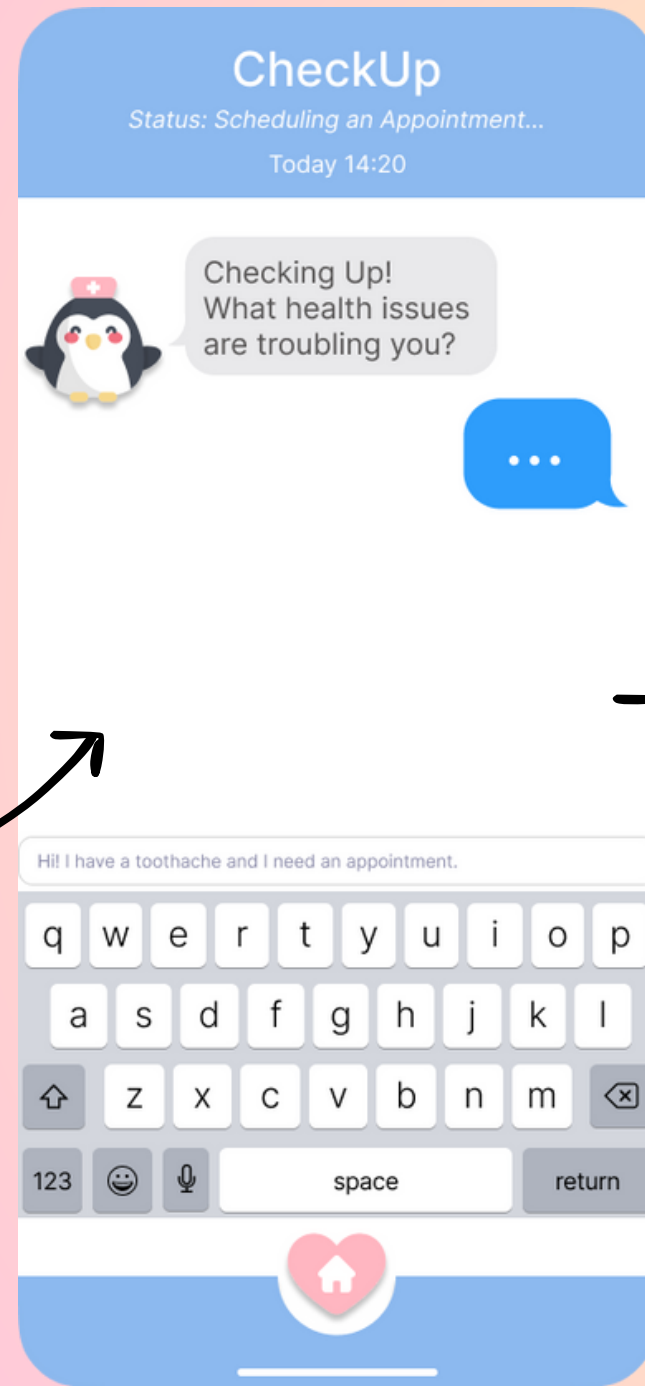 CheckUp
Status: Scheduling an Appointment...
Today 14:20
Checking Up!
What health issues
are troubling you?
...
Hi! I have a toothache and I need an appointment.
q w e r t y u i o p
a s d f g h j k l
z x c v b n m
123 space return